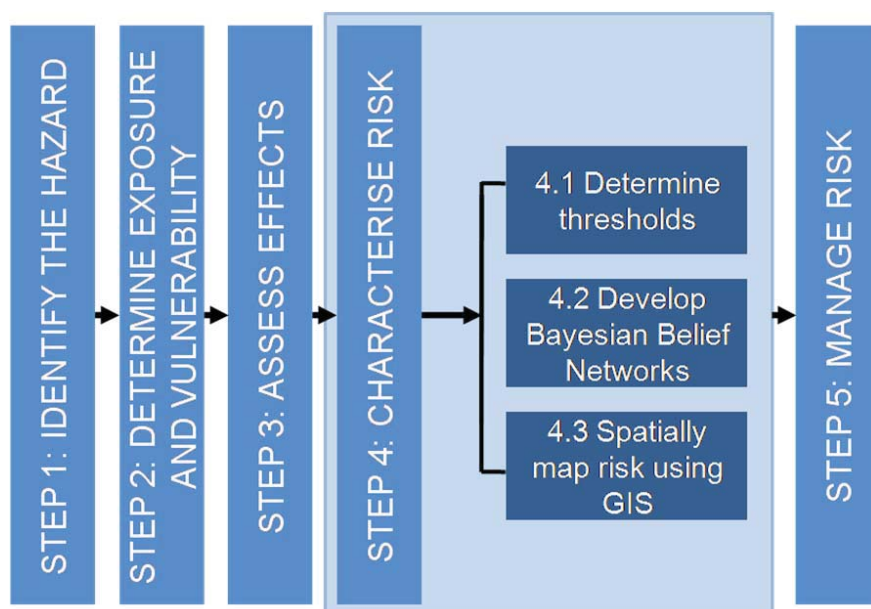 STEP 1: IDENTIFY THE HAZARD
STEP 2: DETERMINE EXPOSURE
AND VULNERABILITY
STEP 3: ASSESS EFFECTS
STEP 4: CHARACTERISE RISK
4.1 Determine
thresholds
4.2 Develop
Bayesian Belief
Networks
4.3 Spatially
map risk using
GIS
STEP 5: MANAGE RISK